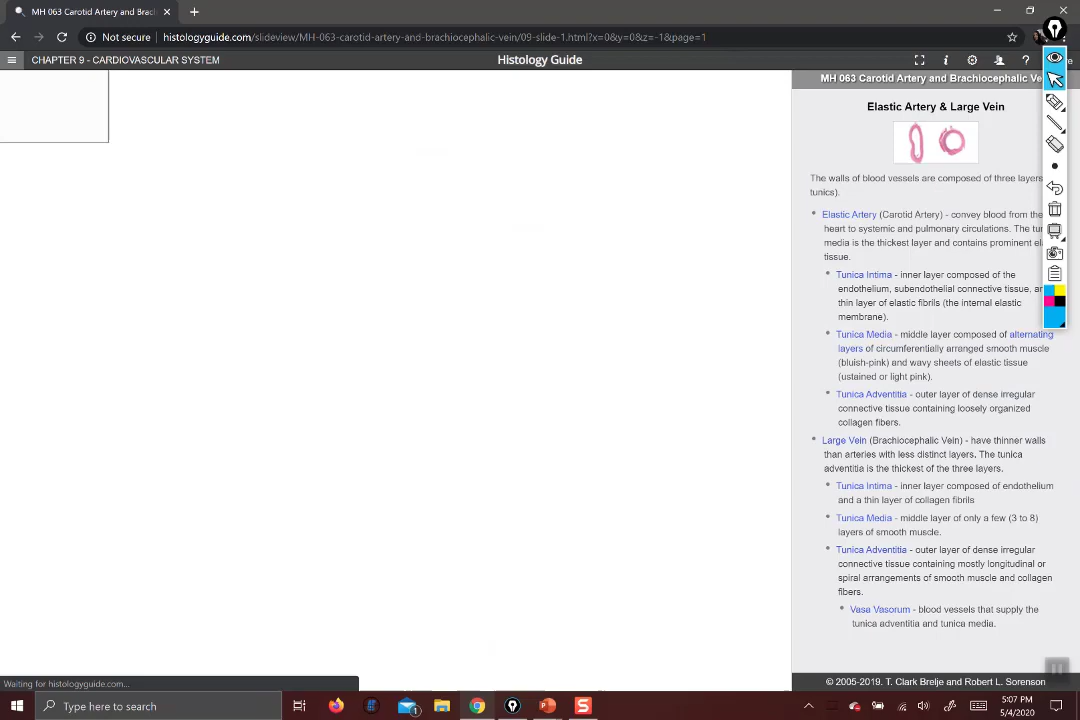 MH 063 Carotid Artery and Brach
Not secure
histologyguide.com/slideview/MH-063-carotid-artery-and-brachiocephalic-vein/09-slide-1.html?x=0&y=0&z=-1&page=1
CHAPTER 9 - CARDIOVASCULAR SYSTEM
Histology Guide
MH 063 Carotid Artery and Brachiocephalic Ve
Elastic Artery & Large Vein
The walls of blood vessels are composed of three layers
tunics).
Elastic Artery (Carotid Artery) - convey blood from the
heart to systemic and pulmonary circulations. The tun
media is the thickest layer and contains prominent ela
tissue.
Tunica Intima - inner layer composed of the
endothelium, subendothelial connective tissue, an
thin layer of elastic fibrils (the internal elastic
membrane).
Tunica Media - middle layer composed of alternating
layers of circumferentially arranged smooth muscle
(bluish-pink) and wavy sheets of elastic tissue
(ustained or light pink).
Tunica Adventitia - outer layer of dense irregular
connective tissue containing loosely organized
collagen fibers.
Large Vein (Brachiocephalic Vein) - have thinner walls
than arteries with less distinct layers. The tunica
adventitia is the thickest of the three layers.
Tunica Intima - inner layer composed of endothelium
and a thin layer of collagen fibrils
Tunica Media - middle layer of only a few (3 to 8)
layers of smooth muscle.
Tunica Adventitia - outer layer of dense irregular
connective tissue containing mostly longitudinal or
spiral arrangements of smooth muscle and collagen
fibers.
Vasa Vasorum - blood vessels that supply the
tunica adventitia and tunica media.
Waiting for histologyguide.com...
© 2005-2019. T. Clark Brelje and Robert L. Sorenson
Type here to search
1
5:07 PM
5/4/2020